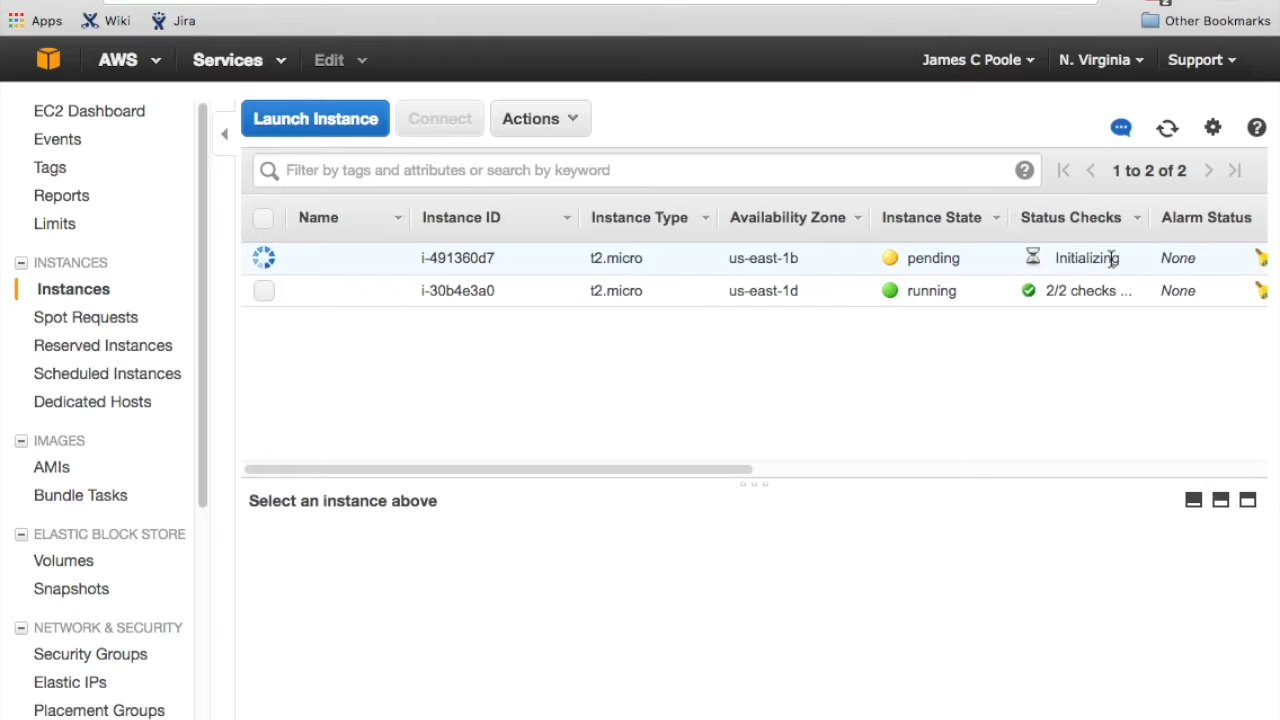 Apps Wiki Jira Other Bookmarks
AWS Services Edit James C Poole N. Virginia Support
EC2 Dashboard
Events
Tags
Reports
Limits
INSTANCES
Instances
Spot Requests
Reserved Instances
Scheduled Instances
Dedicated Hosts
IMAGES
AMIs
Bundle Tasks
ELASTIC BLOCK STORE
Volumes
Snapshots
NETWORK & SECURITY
Security Groups
Elastic IPs
Placement Groups
Launch Instance Connect Actions
Filter by tags and attributes or search by keyword 1 to 2 of 2
Name Instance ID Instance Type Availability Zone Instance State Status Checks Alarm Status
i-491360d7 t2.micro us-east-1b pending Initializing None
i-30b4e3a0 t2.micro us-east-1d running 2/2 checks ... None
Select an instance above